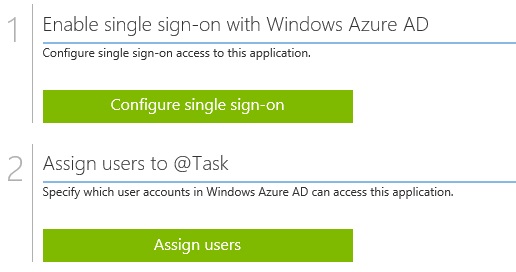 1
Enable single sign-on with Windows Azure AD
Configure single sign-on access to this application.
Configure single sign-on
2
Assign users to @Task
Specify which user accounts in Windows Azure AD can access this application.
Assign users